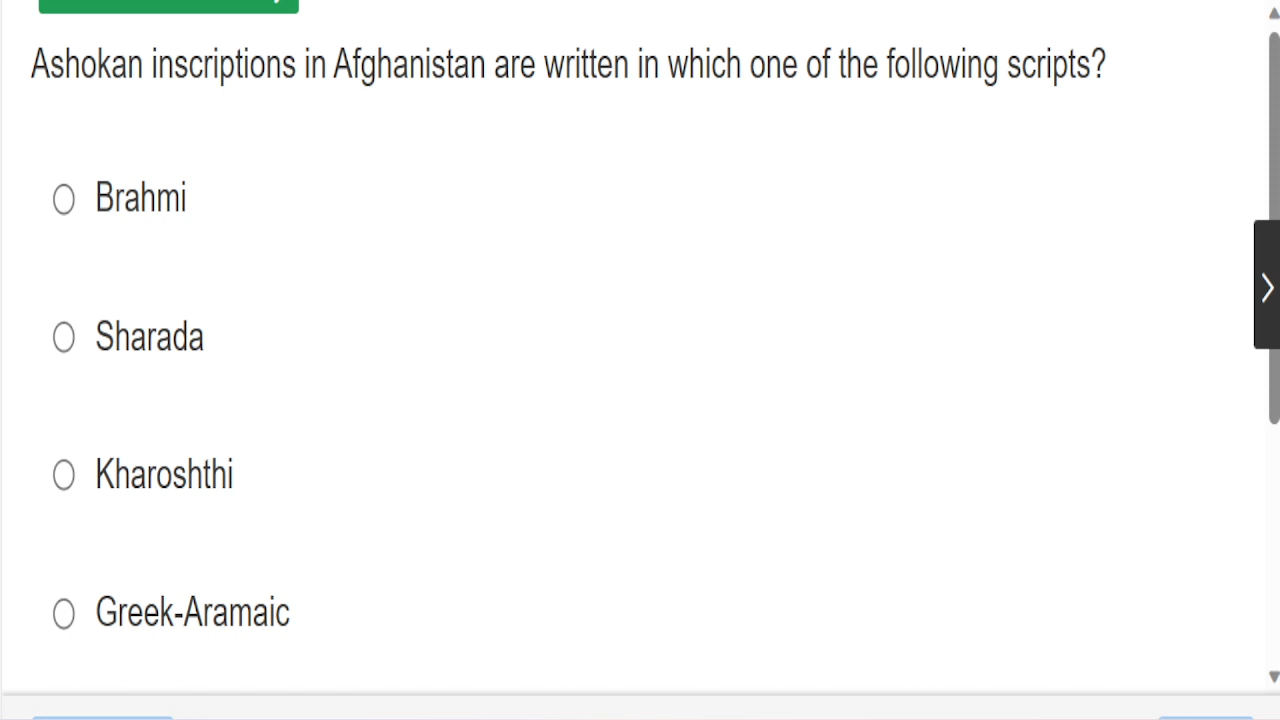 Ashokan inscriptions in Afghanistan are written in which one of the following scripts?
Brahmi
Sharada
Kharoshthi
Greek-Aramaic